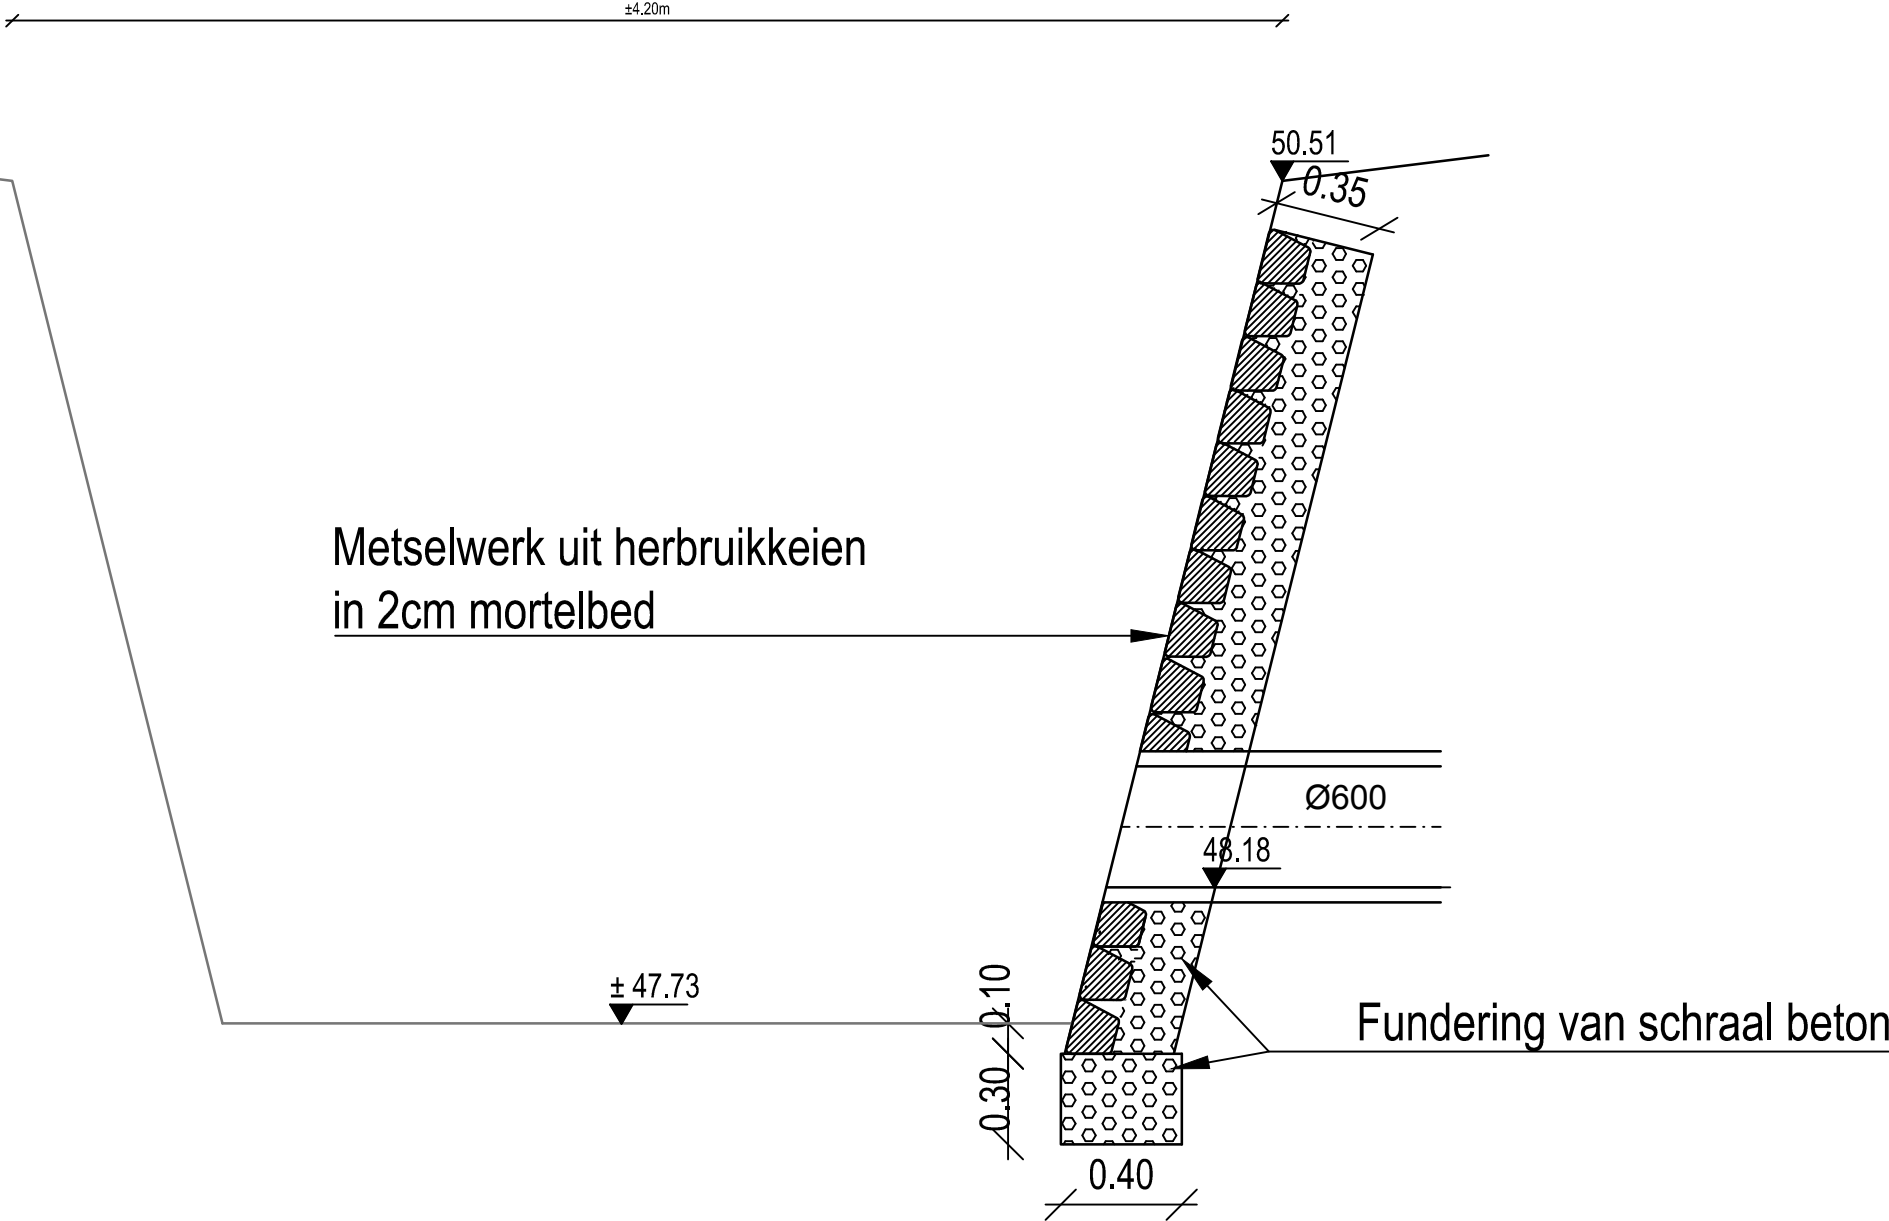 ±4.20m
50.51
0.35
Metselwerk uit herbruikkeien
in 2cm mortelbed
Ø600
48.18
± 47.73
0.10
Fundering van schraal beton
0.30
0.40